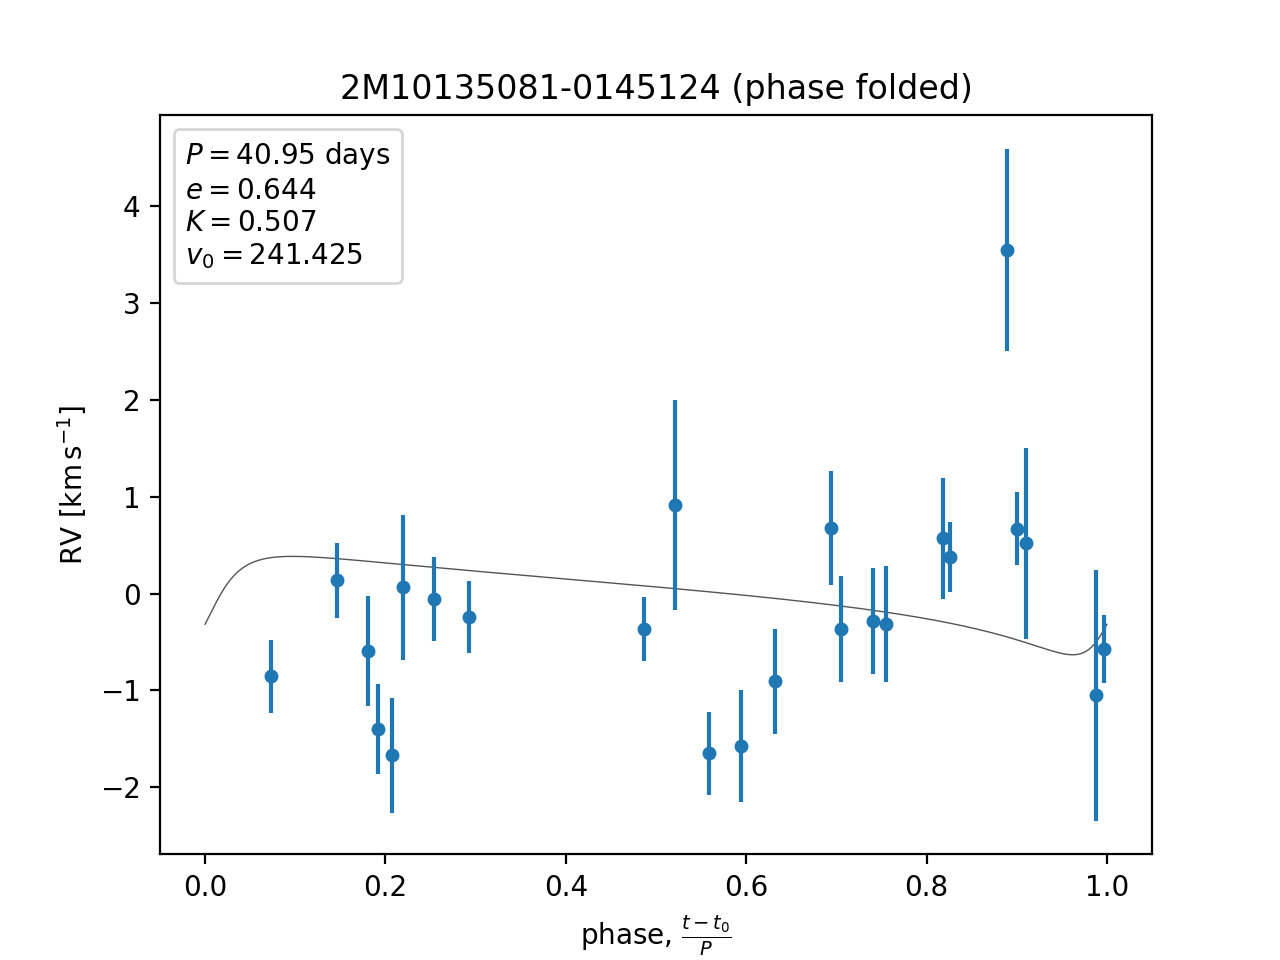 2M10135081-0145124 (phase folded)
P = 40.95 days
e = 0.644
K = 0.507
v₀ = 241.425
RV [km s⁻¹]
4
3
2
1
0
−1
−2
0.0 0.2 0.4 0.6 0.8 1.0
phase, (t − t₀)/P